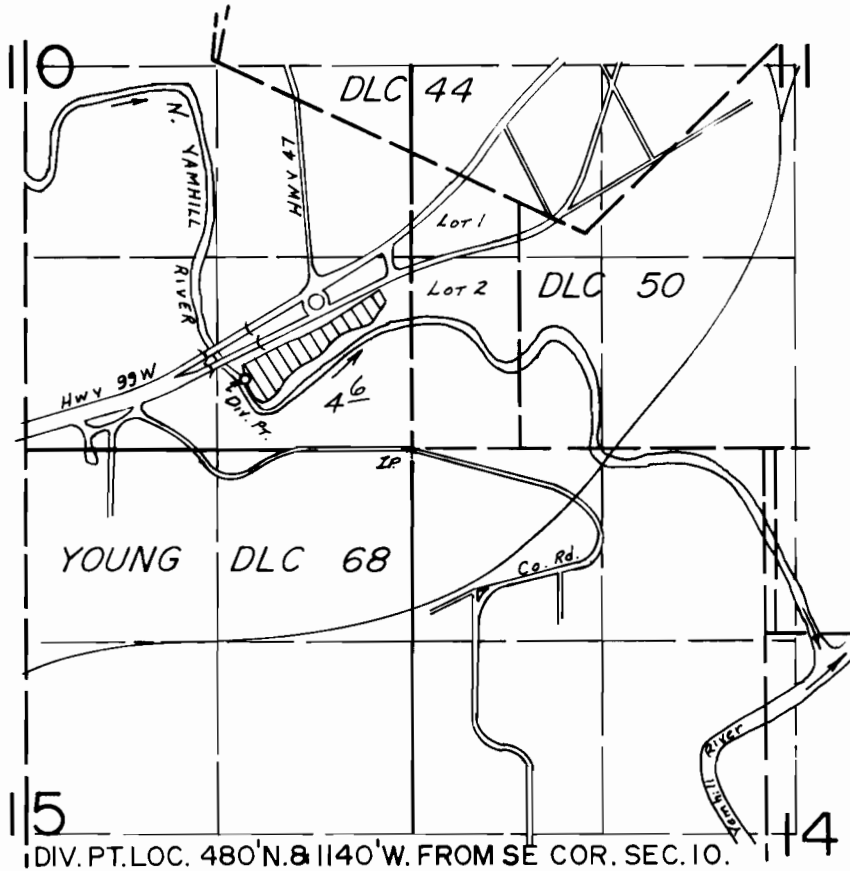 10
11
DLC 44
N. YAMHILL RIVER
HWY 47
LOT 1
LOT 2
DLC 50
HWY 99W
DIV. PT.
4 6
I.P.
YOUNG DLC 68
Co. Rd.
Yamhill River
15
14
DIV. PT. LOC. 480' N. & 1140' W. FROM SE COR. SEC. 10.